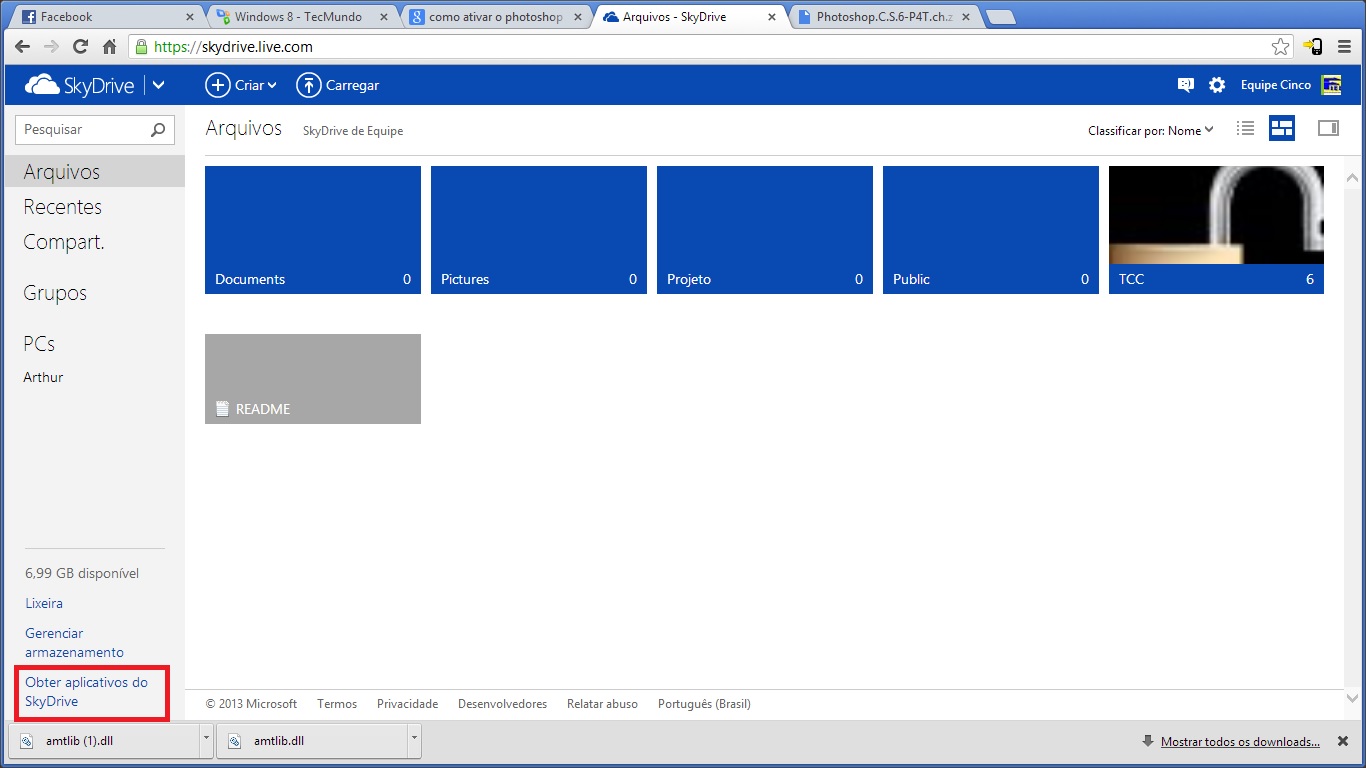 Facebook
Windows 8 - TecMundo
como ativar o photoshop
Arquivos - SkyDrive
Photoshop.C.S.6-P4T.ch.z
https://skydrive.live.com
SkyDrive
Criar
Carregar
Equipe Cinco
Pesquisar
Arquivos
SkyDrive de Equipe
Classificar por: Nome
Arquivos
Recentes
Compart.
Grupos
PCs
Arthur
Documents 0
Pictures 0
Projeto 0
Public 0
TCC 6
README
6,99 GB disponível
Lixeira
Gerenciar
armazenamento
Obter aplicativos do
SkyDrive
© 2013 Microsoft
Termos
Privacidade
Desenvolvedores
Relatar abuso
Português (Brasil)
amtlib (1).dll
amtlib.dll
Mostrar todos os downloads...